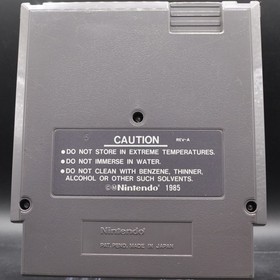 CAUTION REV-A
● DO NOT STORE IN EXTREME TEMPERATURES.
● DO NOT IMMERSE IN WATER.
● DO NOT CLEAN WITH BENZENE, THINNER,
ALCOHOL OR OTHER SUCH SOLVENTS.
©Ⓜ Nintendo® 1985
Nintendo®
PAT. PEND. MADE IN JAPAN